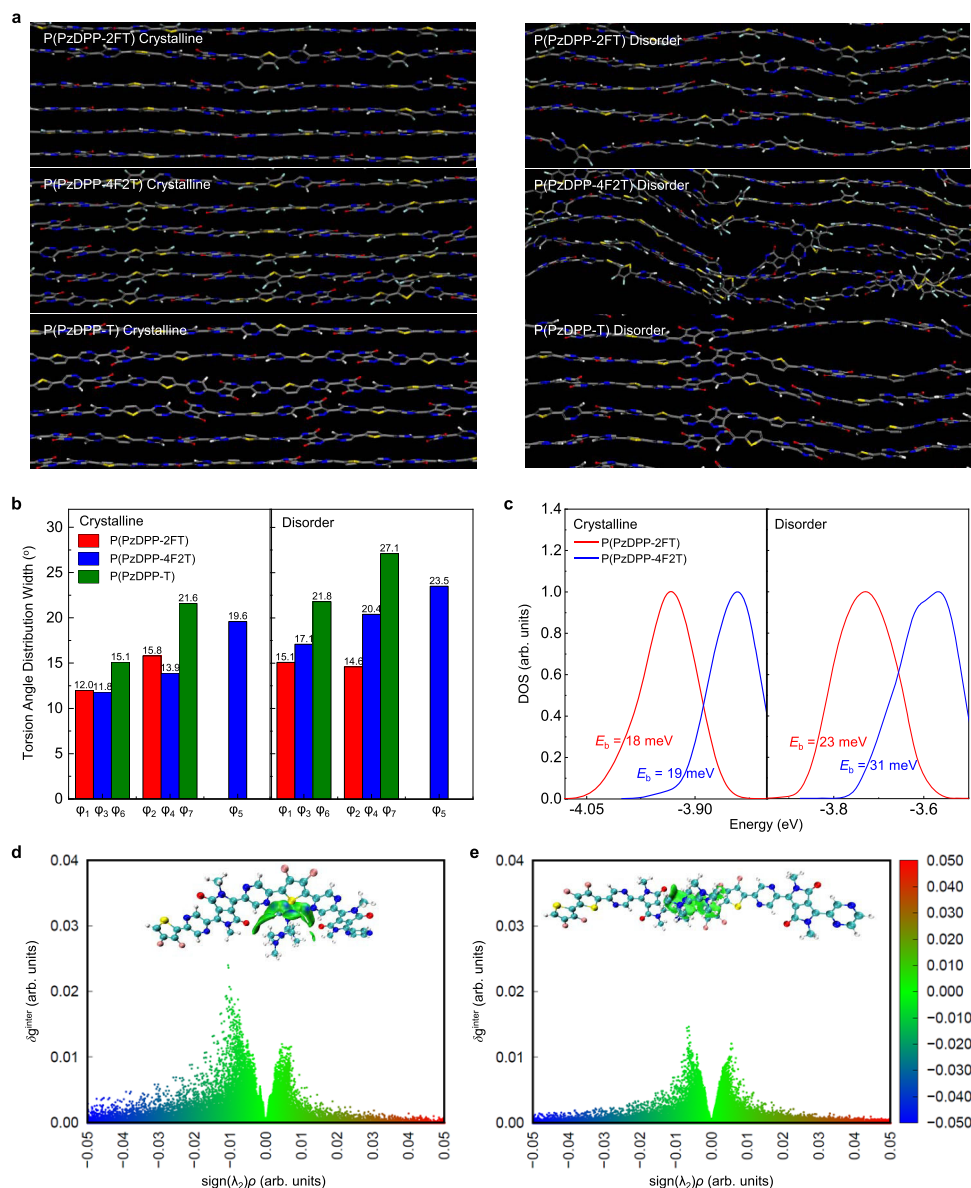 a
P(PzDPP-2FT) Crystalline
P(PzDPP-2FT) Disorder
P(PzDPP-4F2T) Crystalline
P(PzDPP-4F2T) Disorder
P(PzDPP-T) Crystalline
P(PzDPP-T) Disorder
b
Torsion Angle Distribution Width (°)
30
25
20
15
10
5
0
Crystalline
P(PzDPP-2FT)
P(PzDPP-4F2T)
P(PzDPP-T)
Disorder
12.0
11.8
15.1
15.8
13.9
21.6
19.6
15.1
17.1
21.8
14.6
20.4
27.1
23.5
φ1 φ3 φ6 φ2 φ4 φ7 φ5 φ1 φ3 φ6 φ2 φ4 φ7 φ5
c
DOS (arb. units)
1.4
1.2
1.0
0.8
0.6
0.4
0.2
0.0
Crystalline
P(PzDPP-2FT)
P(PzDPP-4F2T)
Disorder
Eb = 18 meV
Eb = 19 meV
Eb = 23 meV
Eb = 31 meV
-4.05 -3.90 -3.8 -3.6
Energy (eV)
d
δg^inter (arb. units)
0.04
0.03
0.02
0.01
0.00
−0.05 −0.04 −0.03 −0.02 −0.01 0.00 0.01 0.02 0.03 0.04 0.05
sign(λ2)ρ (arb. units)
e
δg^inter (arb. units)
0.04
0.03
0.02
0.01
0.00
−0.05 −0.04 −0.03 −0.02 −0.01 0.00 0.01 0.02 0.03 0.04 0.05
sign(λ2)ρ (arb. units)
0.050
0.040
0.030
0.020
0.010
0.000
−0.010
−0.020
−0.030
−0.040
−0.050